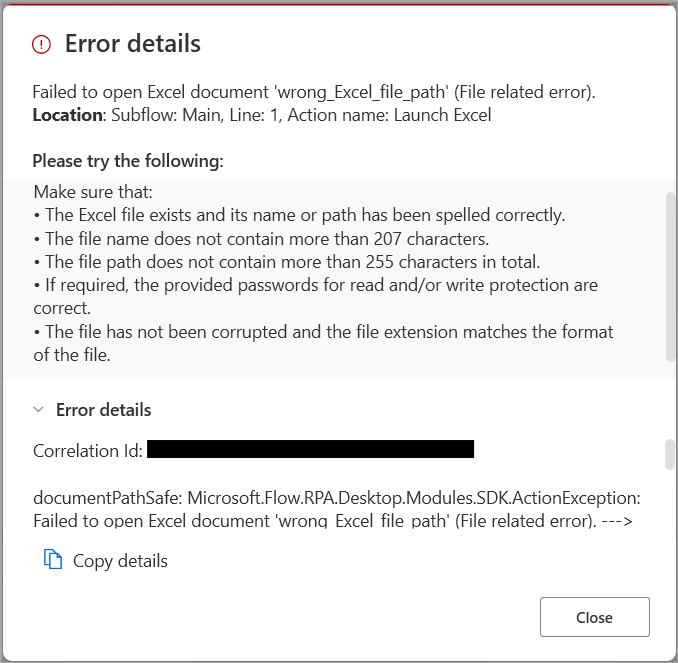 Error details
Failed to open Excel document 'wrong_Excel_file_path' (File related error).
Location: Subflow: Main, Line: 1, Action name: Launch Excel
Please try the following:
Make sure that:
• The Excel file exists and its name or path has been spelled correctly.
• The file name does not contain more than 207 characters.
• The file path does not contain more than 255 characters in total.
• If required, the provided passwords for read and/or write protection are
correct.
• The file has not been corrupted and the file extension matches the format
of the file.
Error details
Correlation Id:
documentPathSafe: Microsoft.Flow.RPA.Desktop.Modules.SDK.ActionException:
Failed to open Excel document 'wrong_Excel_file_path' (File related error). --->
Copy details
Close